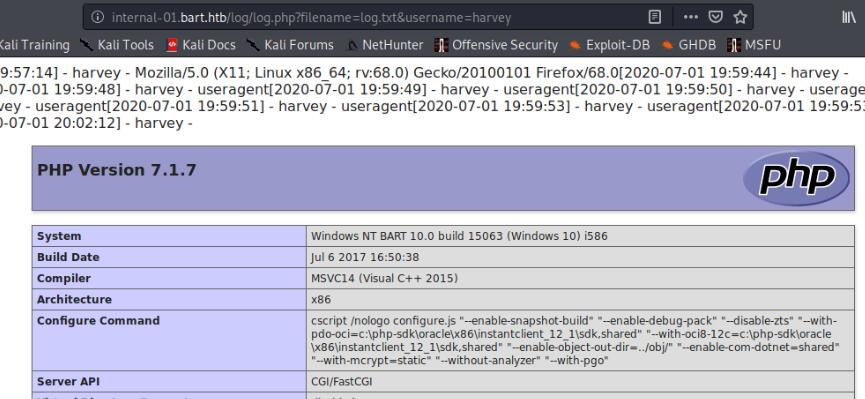 internal-01.bart.htb/log/log.php?filename=log.txt&username=harvey
Kali Training Kali Tools Kali Docs Kali Forums NetHunter Offensive Security Exploit-DB GHDB MSFU
9:57:14] - harvey - Mozilla/5.0 (X11; Linux x86_64; rv:68.0) Gecko/20100101 Firefox/68.0[2020-07-01 19:59:44] - harvey -
0-07-01 19:59:48] - harvey - useragent[2020-07-01 19:59:49] - harvey - useragent[2020-07-01 19:59:50] - harvey - userage
vey - useragent[2020-07-01 19:59:51] - harvey - useragent[2020-07-01 19:59:53] - harvey - useragent[2020-07-01 19:59:53
0-07-01 20:02:12] - harvey -
PHP Version 7.1.7
php
System Windows NT BART 10.0 build 15063 (Windows 10) i586
Build Date Jul 6 2017 16:50:38
Compiler MSVC14 (Visual C++ 2015)
Architecture x86
Configure Command cscript /nologo configure.js "--enable-snapshot-build" "--enable-debug-pack" "--disable-zts" "--with-
pdo-oci=c:\php-sdk\oracle\x86\instantclient_12_1\sdk,shared" "--with-oci8-12c=c:\php-sdk\oracle
\x86\instantclient_12_1\sdk,shared" "--enable-object-out-dir=../obj/" "--enable-com-dotnet=shared"
"--with-mcrypt=static" "--without-analyzer" "--with-pgo"
Server API CGI/FastCGI